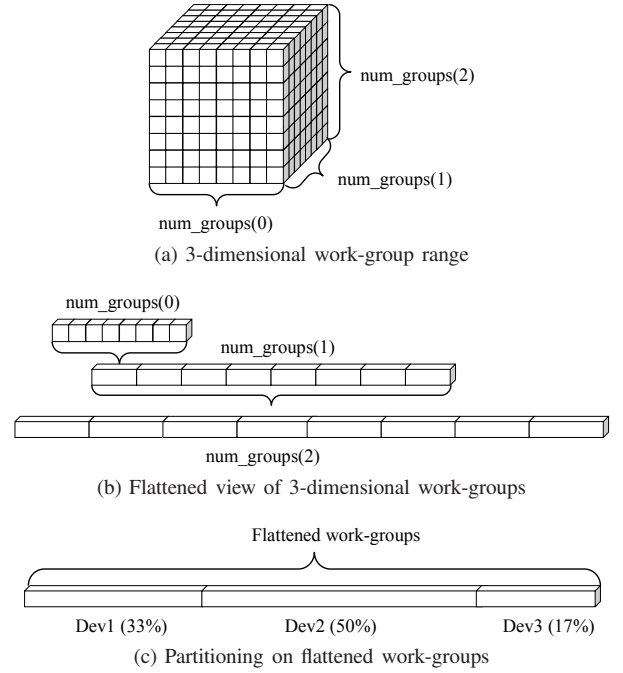 num_groups(2)
num_groups(1)
num_groups(0)
(a) 3-dimensional work-group range
num_groups(0)
num_groups(1)
num_groups(2)
(b) Flattened view of 3-dimensional work-groups
Flattened work-groups
Dev1 (33%) Dev2 (50%) Dev3 (17%)
(c) Partitioning on flattened work-groups